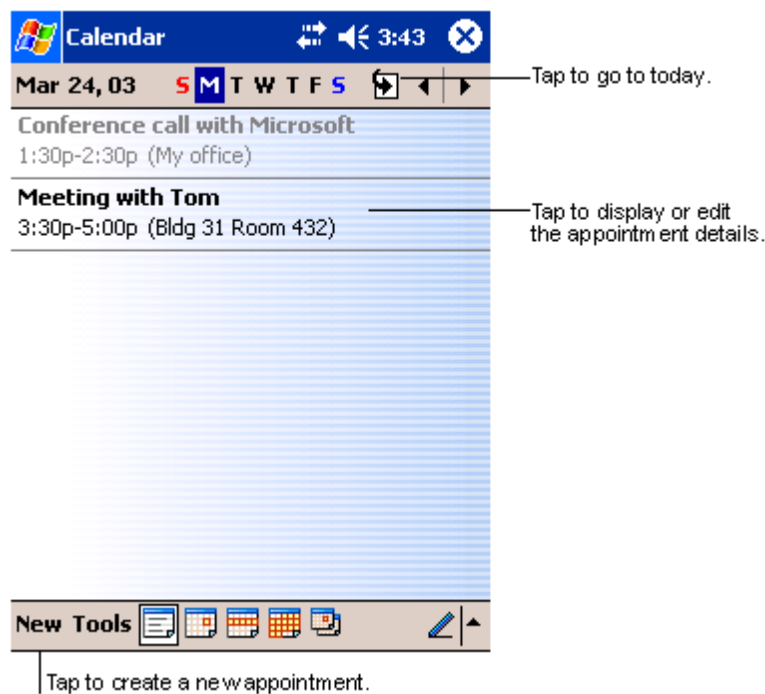 Calendar 3:43
Mar 24, 03 S M T W T F S
Tap to go to today.
Conference call with Microsoft
1:30p-2:30p (My office)
Meeting with Tom
3:30p-5:00p (Bldg 31 Room 432)
Tap to display or edit
the appointment details.
New Tools
Tap to create a new appointment.